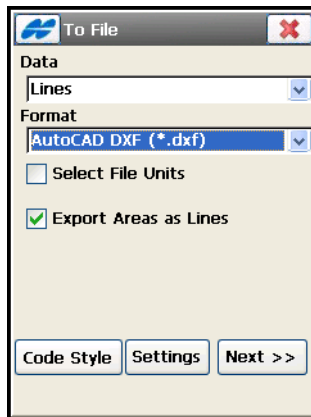 To File
Data
Lines
Format
AutoCAD DXF (*.dxf)
Select File Units
Export Areas as Lines
Code Style Settings Next >>